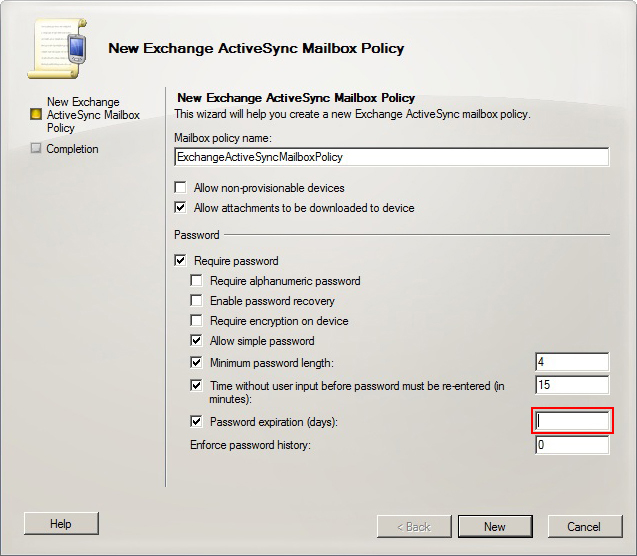 New Exchange ActiveSync Mailbox Policy
New Exchange
ActiveSync Mailbox
Policy
Completion
New Exchange ActiveSync Mailbox Policy
This wizard will help you create a new Exchange ActiveSync mailbox policy.
Mailbox policy name:
ExchangeActiveSyncMailboxPolicy
Allow non-provisionable devices
Allow attachments to be downloaded to device
Password
Require password
Require alphanumeric password
Enable password recovery
Require encryption on device
Allow simple password
Minimum password length: 4
Time without user input before password must be re-entered (in 15
minutes):
Password expiration (days):
Enforce password history: 0
Help < Back New Cancel